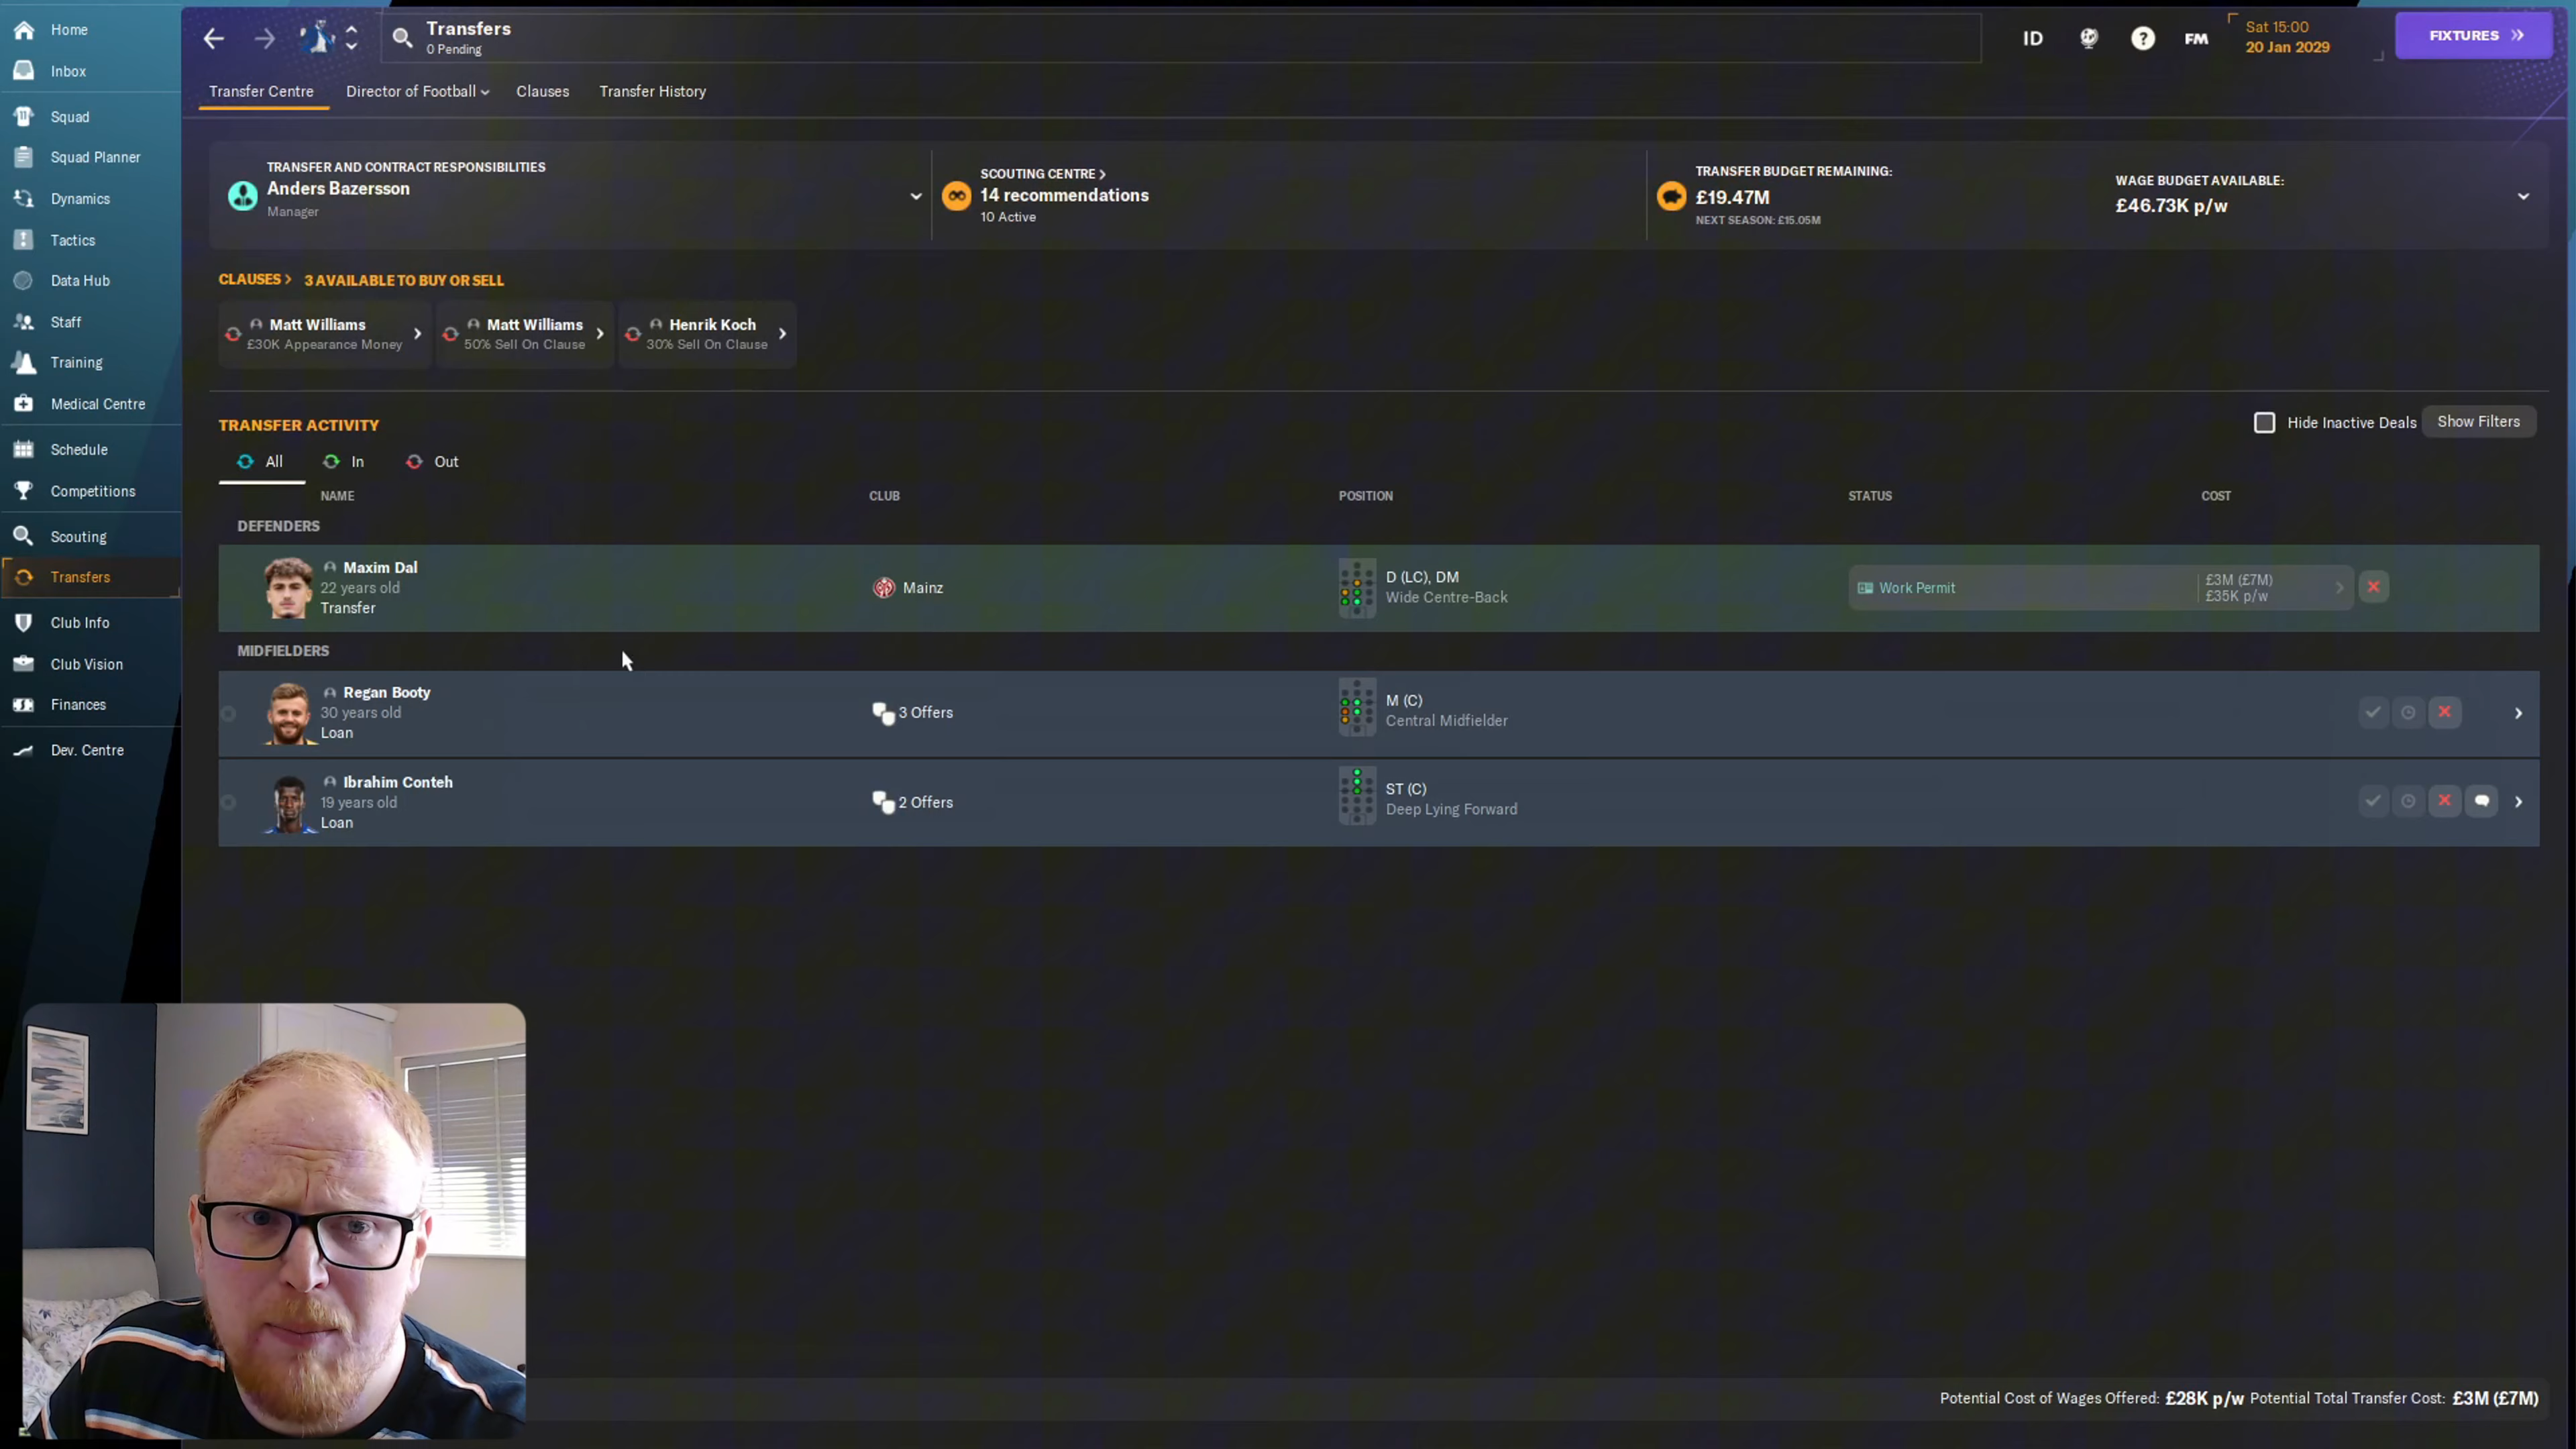 Home
Inbox
Squad
Squad Planner
Dynamics
Tactics
Data Hub
Staff
Training
Medical Centre
Schedule
Competitions
Scouting
Transfers
Club Info
Club Vision
Finances
Dev. Centre
Transfers
0 Pending
ID
?
FM
Sat 15:00
20 Jan 2029
FIXTURES
Transfer Centre
Director of Football
Clauses
Transfer History
TRANSFER AND CONTRACT RESPONSIBILITIES
Anders Bazersson
Manager
SCOUTING CENTRE
14 recommendations
10 Active
TRANSFER BUDGET REMAINING:
£19.47M
NEXT SEASON: £15.05M
WAGE BUDGET AVAILABLE:
£46.73K p/w
CLAUSES 3 AVAILABLE TO BUY OR SELL
Matt Williams
£30K Appearance Money
Matt Williams
50% Sell On Clause
Henrik Koch
30% Sell On Clause
TRANSFER ACTIVITY
Hide Inactive Deals
Show Filters
All
In
Out
NAME CLUB POSITION STATUS COST
DEFENDERS
Maxim Dal
22 years old
Transfer
Mainz
D (LC), DM
Wide Centre-Back
Work Permit
£3M (£7M)
£35K p/w
MIDFIELDERS
Regan Booty
30 years old
Loan
3 Offers
M (C)
Central Midfielder
Ibrahim Conteh
19 years old
Loan
2 Offers
ST (C)
Deep Lying Forward
Potential Cost of Wages Offered: £28K p/w Potential Total Transfer Cost: £3M (£7M)